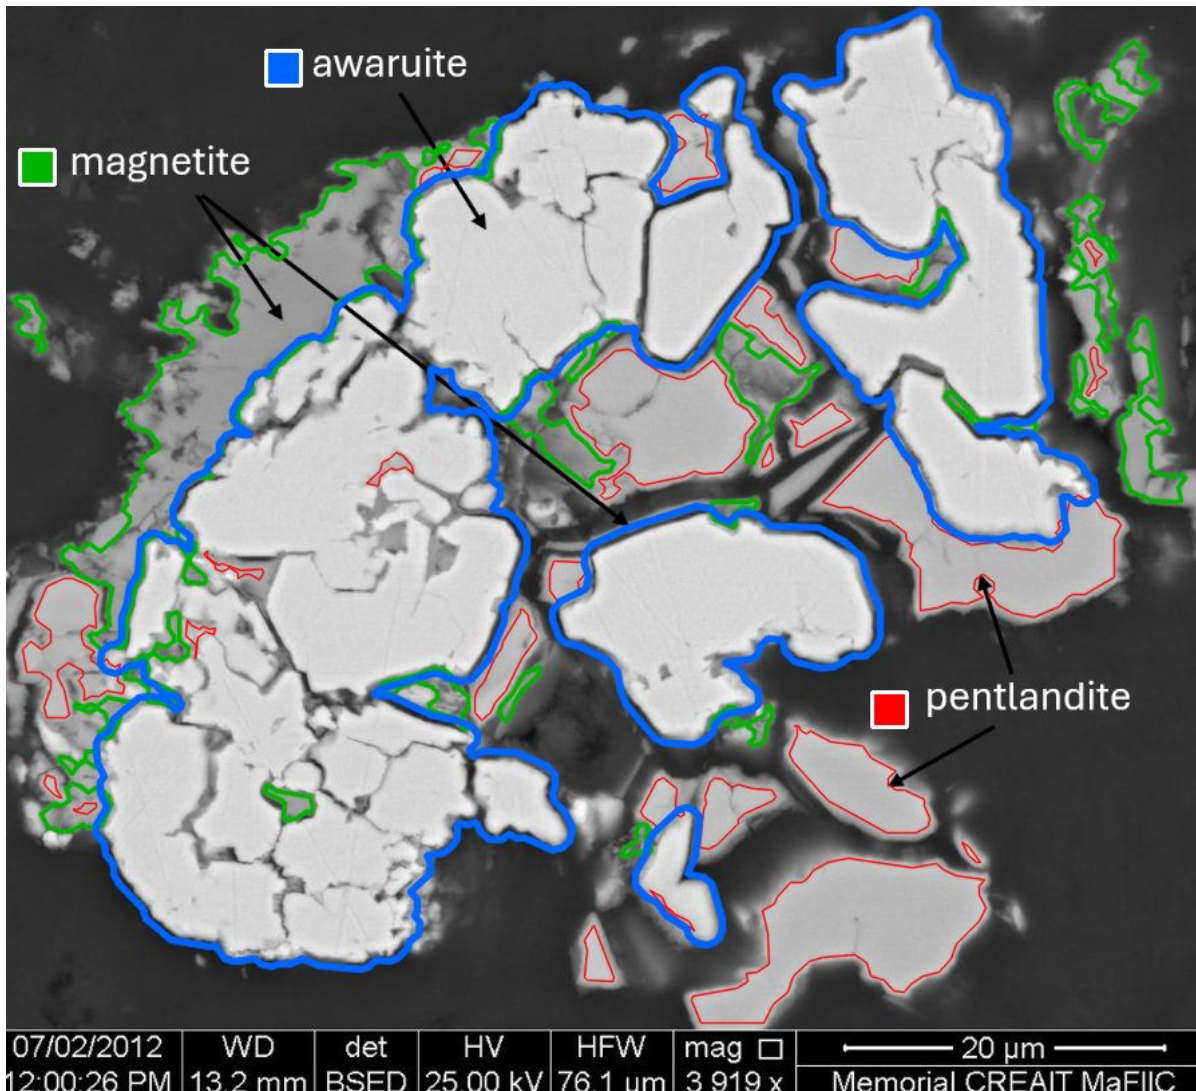 awaruite
magnetite
pentlandite
07/02/2012 WD det HV HFW mag □ 20 µm
12:00:26 PM 13.2 mm BSED 25.00 kV 76.1 µm 3 919 x Memorial CREAIT MaFIIC